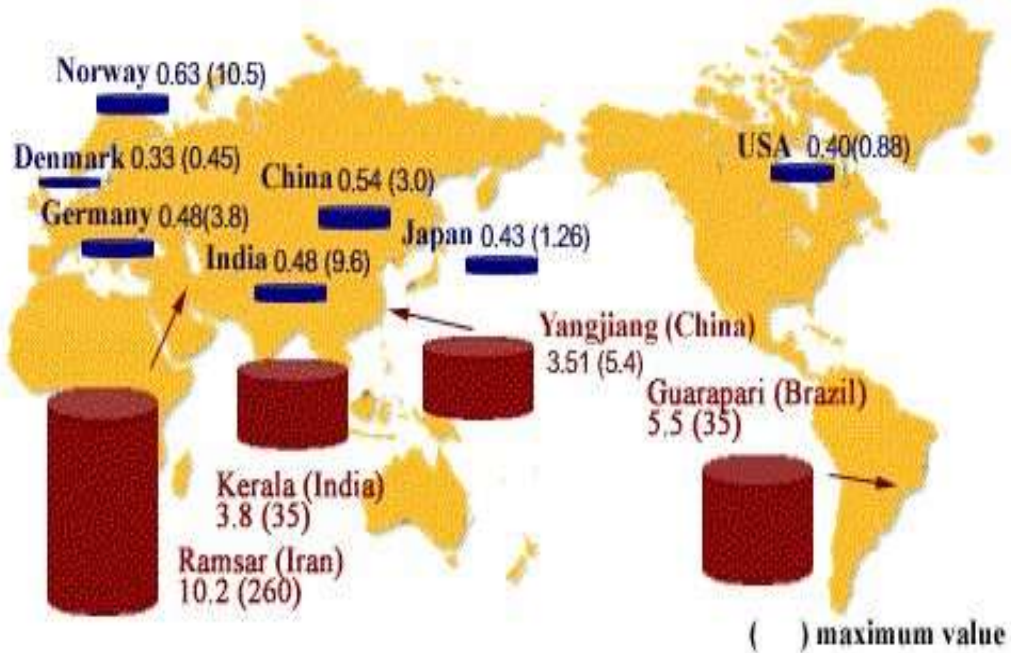 Norway 0.63 (10.5)
Denmark 0.33 (0.45)
China 0.54 (3.0)
USA 0.40(0.88)
Germany 0.48(3.8)
Japan 0.43 (1.26)
India 0.48 (9.6)
Yangjiang (China)
3.51 (5.4)
Guarapari (Brazil)
5.5 (35)
Kerala (India)
3.8 (35)
Ramsar (Iran)
10.2 (260)
( ) maximum value